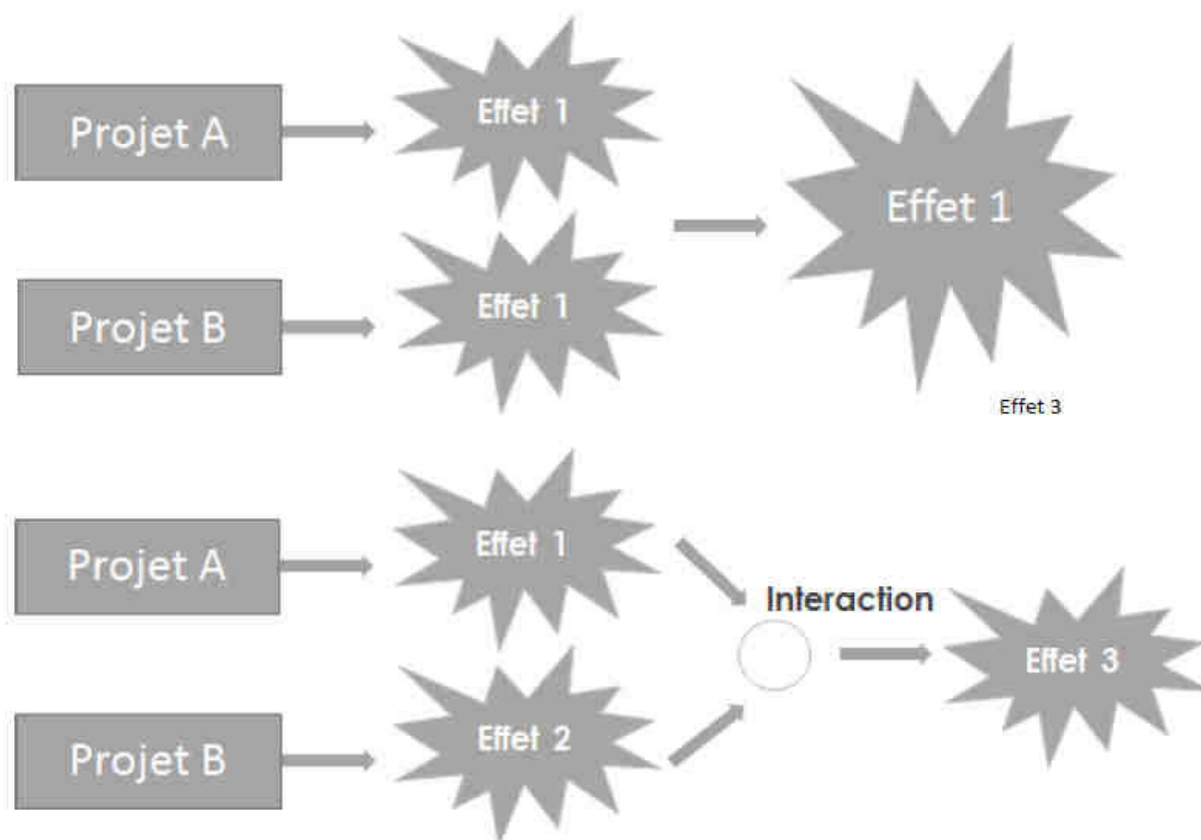 Projet A
Effet 1
Projet B
Effet 1
Effet 1
Effet 3
Projet A
Effet 1
Interaction
Effet 3
Projet B
Effet 2